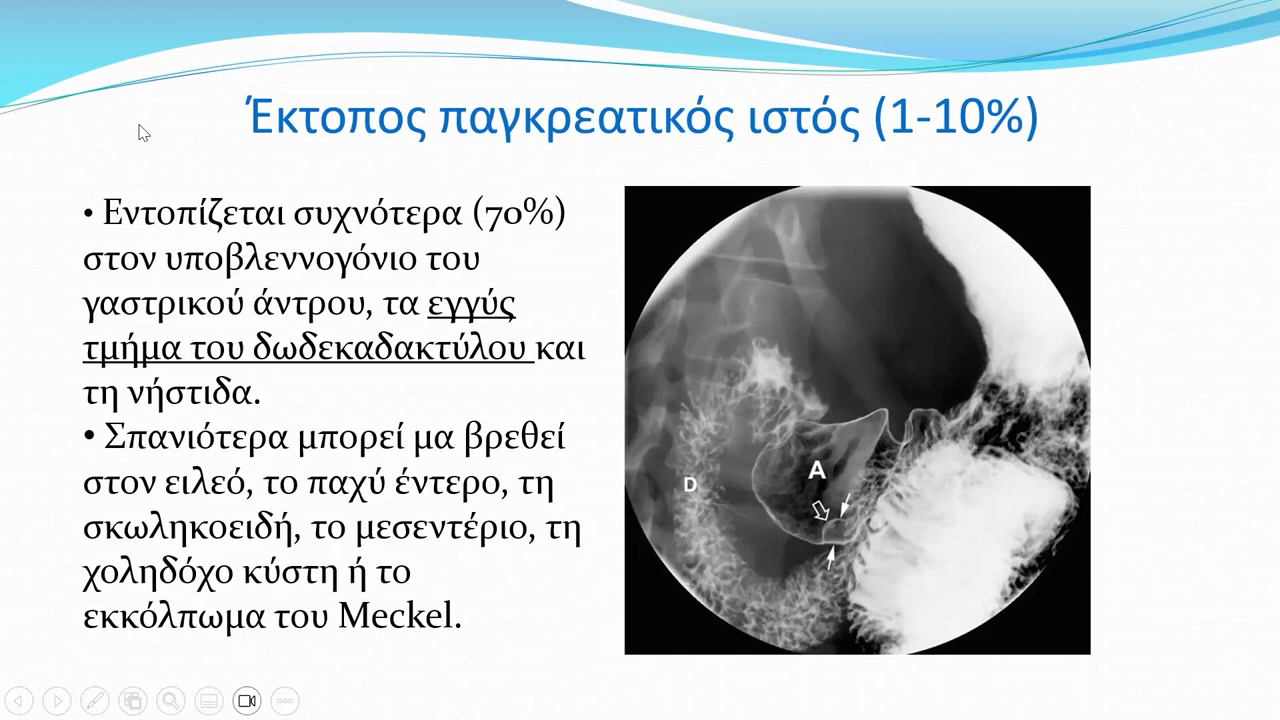 Έκτοπος παγκρεατικός ιστός (1-10%)
• Εντοπίζεται συχνότερα (70%)
στον υποβλεννογόνιο του
γαστρικού άντρου, τα εγγύς
τμήμα του δωδεκαδακτύλου και
τη νήστιδα.
• Σπανιότερα μπορεί μα βρεθεί
στον ειλεό, το παχύ έντερο, τη
σκωληκοειδή, το μεσεντέριο, τη
χοληδόχο κύστη ή το
εκκόλπωμα του Meckel.
A
D